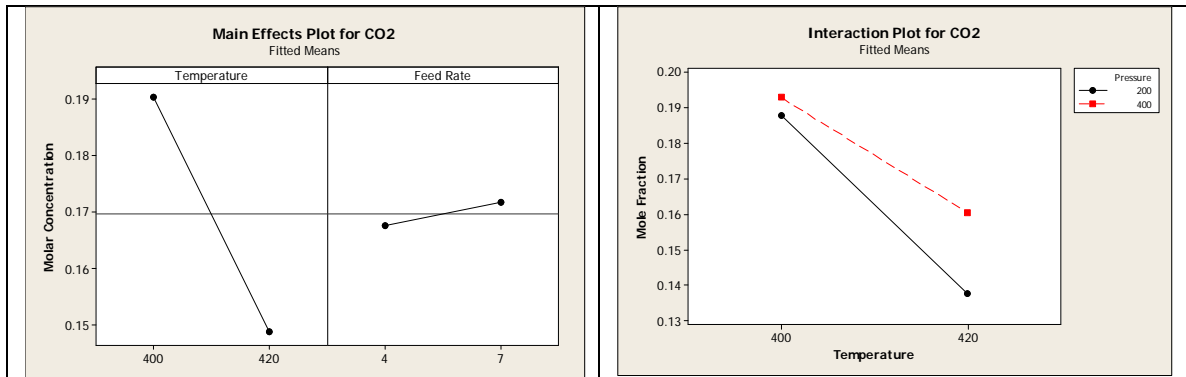 Main Effects Plot for CO2
Fitted Means
Temperature Feed Rate
0.19
0.18
0.17
0.16
0.15
Molar Concentration
400 420 4 7
Interaction Plot for CO2
Fitted Means
0.20
0.19
0.18
0.17
0.16
0.15
0.14
0.13
Mole Fraction
400 420
Temperature
Pressure
200
400